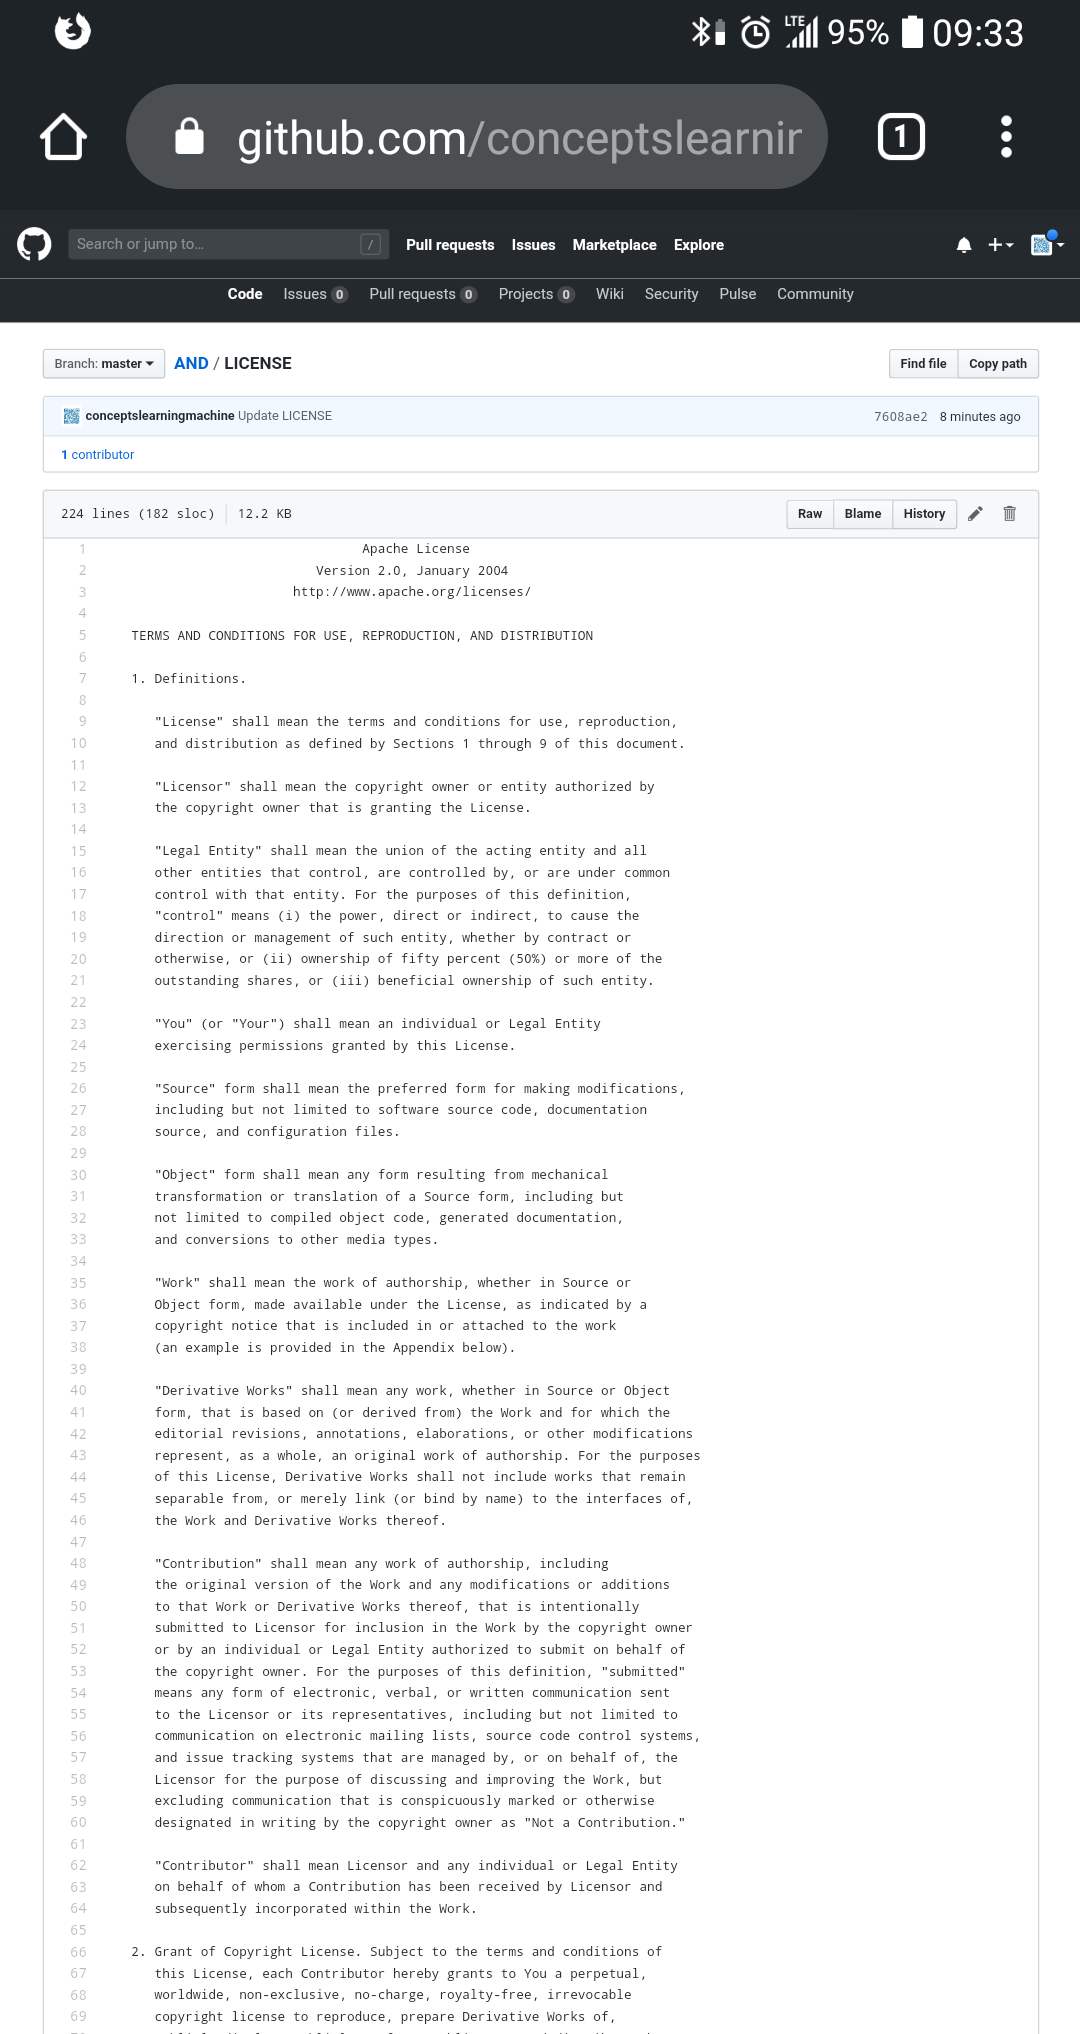 LTE 95% 09:33
github.com/conceptslearnir
1
Search or jump to… / Pull requests Issues Marketplace Explore
Code Issues 0 Pull requests 0 Projects 0 Wiki Security Pulse Community
Branch: master AND / LICENSE Find file Copy path
conceptslearningmachine Update LICENSE 7608ae2 8 minutes ago
1 contributor
224 lines (182 sloc) 12.2 KB Raw Blame History
1 Apache License
2 Version 2.0, January 2004
3 http://www.apache.org/licenses/
4
5 TERMS AND CONDITIONS FOR USE, REPRODUCTION, AND DISTRIBUTION
6
7 1. Definitions.
8
9 "License" shall mean the terms and conditions for use, reproduction,
10 and distribution as defined by Sections 1 through 9 of this document.
11
12 "Licensor" shall mean the copyright owner or entity authorized by
13 the copyright owner that is granting the License.
14
15 "Legal Entity" shall mean the union of the acting entity and all
16 other entities that control, are controlled by, or are under common
17 control with that entity. For the purposes of this definition,
18 "control" means (i) the power, direct or indirect, to cause the
19 direction or management of such entity, whether by contract or
20 otherwise, or (ii) ownership of fifty percent (50%) or more of the
21 outstanding shares, or (iii) beneficial ownership of such entity.
22
23 "You" (or "Your") shall mean an individual or Legal Entity
24 exercising permissions granted by this License.
25
26 "Source" form shall mean the preferred form for making modifications,
27 including but not limited to software source code, documentation
28 source, and configuration files.
29
30 "Object" form shall mean any form resulting from mechanical
31 transformation or translation of a Source form, including but
32 not limited to compiled object code, generated documentation,
33 and conversions to other media types.
34
35 "Work" shall mean the work of authorship, whether in Source or
36 Object form, made available under the License, as indicated by a
37 copyright notice that is included in or attached to the work
38 (an example is provided in the Appendix below).
39
40 "Derivative Works" shall mean any work, whether in Source or Object
41 form, that is based on (or derived from) the Work and for which the
42 editorial revisions, annotations, elaborations, or other modifications
43 represent, as a whole, an original work of authorship. For the purposes
44 of this License, Derivative Works shall not include works that remain
45 separable from, or merely link (or bind by name) to the interfaces of,
46 the Work and Derivative Works thereof.
47
48 "Contribution" shall mean any work of authorship, including
49 the original version of the Work and any modifications or additions
50 to that Work or Derivative Works thereof, that is intentionally
51 submitted to Licensor for inclusion in the Work by the copyright owner
52 or by an individual or Legal Entity authorized to submit on behalf of
53 the copyright owner. For the purposes of this definition, "submitted"
54 means any form of electronic, verbal, or written communication sent
55 to the Licensor or its representatives, including but not limited to
56 communication on electronic mailing lists, source code control systems,
57 and issue tracking systems that are managed by, or on behalf of, the
58 Licensor for the purpose of discussing and improving the Work, but
59 excluding communication that is conspicuously marked or otherwise
60 designated in writing by the copyright owner as "Not a Contribution."
61
62 "Contributor" shall mean Licensor and any individual or Legal Entity
63 on behalf of whom a Contribution has been received by Licensor and
64 subsequently incorporated within the Work.
65
66 2. Grant of Copyright License. Subject to the terms and conditions of
67 this License, each Contributor hereby grants to You a perpetual,
68 worldwide, non-exclusive, no-charge, royalty-free, irrevocable
69 copyright license to reproduce, prepare Derivative Works of,